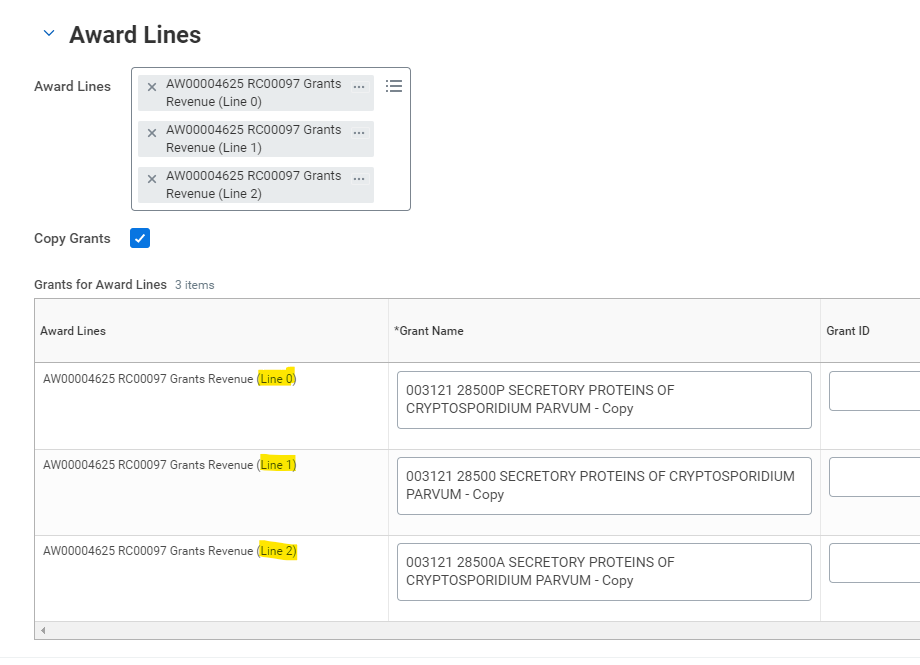 Award Lines
Award Lines
× AW00004625 RC00097 Grants ...
Revenue (Line 0)
× AW00004625 RC00097 Grants ...
Revenue (Line 1)
× AW00004625 RC00097 Grants ...
Revenue (Line 2)
Copy Grants
Grants for Award Lines 3 items
Award Lines *Grant Name Grant ID
AW00004625 RC00097 Grants Revenue (Line 0)
003121 28500P SECRETORY PROTEINS OF
CRYPTOSPORIDIUM PARVUM - Copy
AW00004625 RC00097 Grants Revenue (Line 1)
003121 28500 SECRETORY PROTEINS OF CRYPTOSPORIDIUM
PARVUM - Copy
AW00004625 RC00097 Grants Revenue (Line 2)
003121 28500A SECRETORY PROTEINS OF
CRYPTOSPORIDIUM PARVUM - Copy